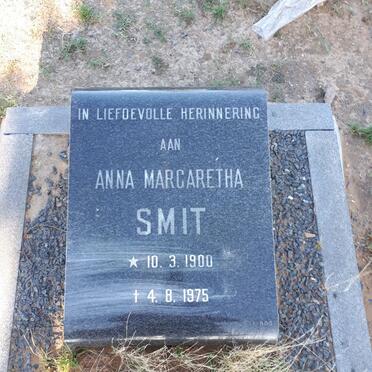 IN LIEFDEVOLLE HERINNERING
AAN
ANNA MARGARETHA
SMIT
★ 10. 3. 1900
† 4. 8. 1975